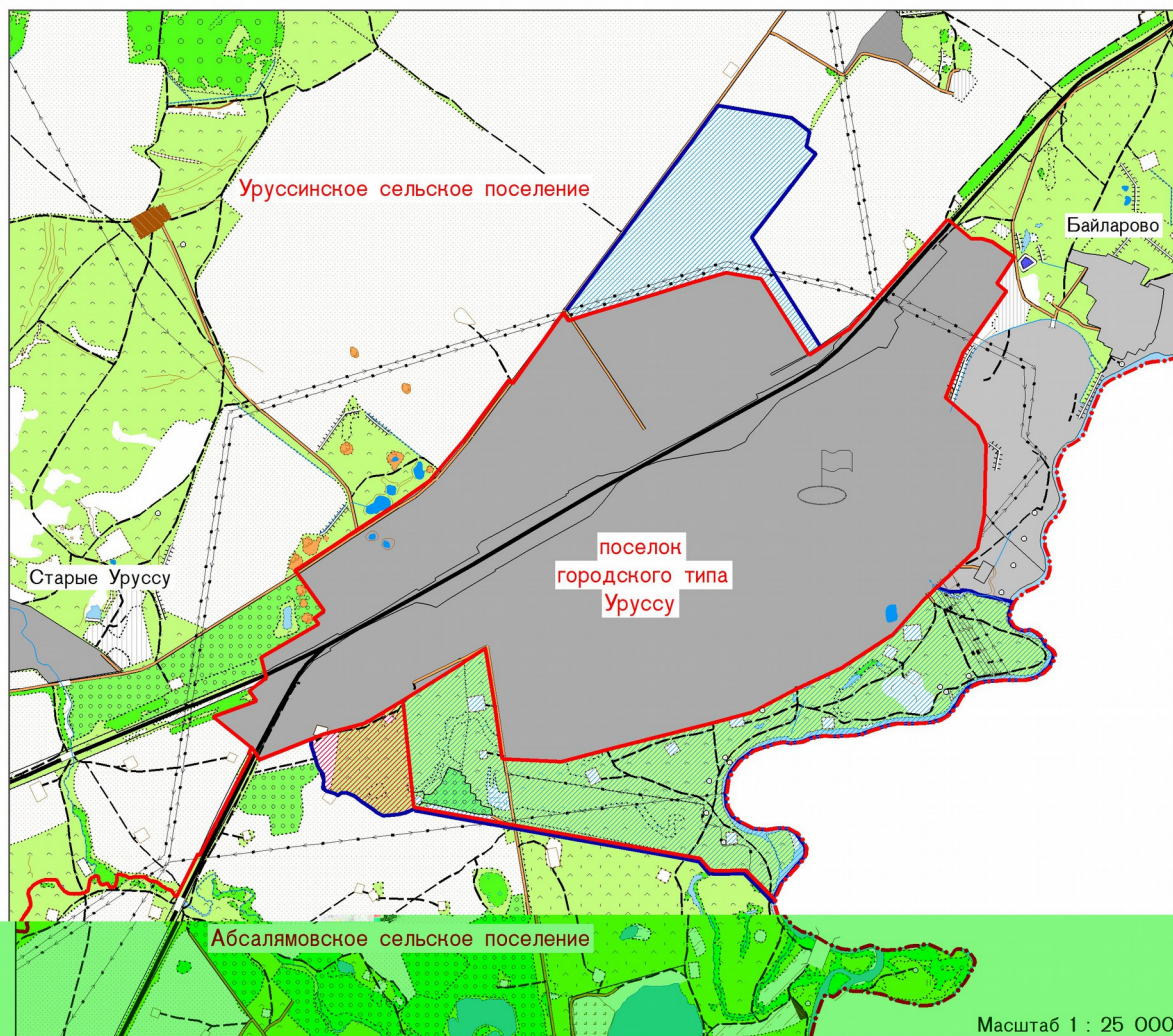 Уруссинское сельское поселение
Байларово
Старые Уруссу
поселок
городского типа
Уруссу
Абсалямовское сельское поселение
Масштаб 1 : 25 000